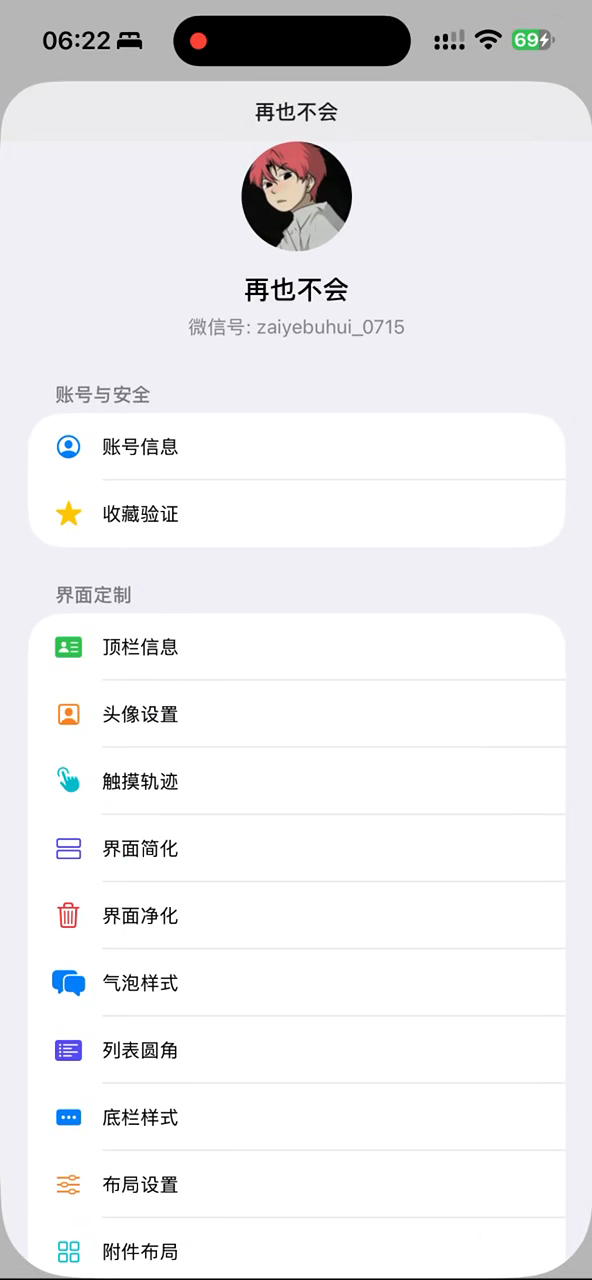 06:22
69
再也不会
再也不会
微信号: zaiyebuhui_0715
账号与安全
账号信息
收藏验证
界面定制
顶栏信息
头像设置
触摸轨迹
界面简化
界面净化
气泡样式
列表圆角
底栏样式
布局设置
附件布局